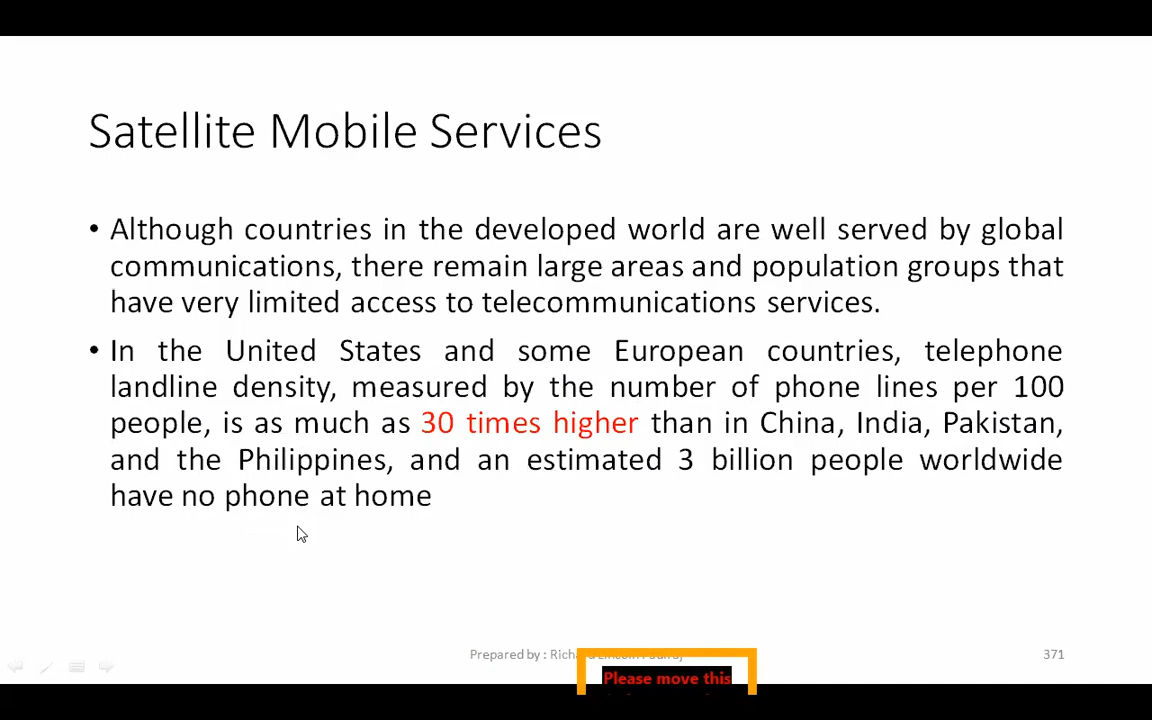 Satellite Mobile Services
• Although countries in the developed world are well served by global
communications, there remain large areas and population groups that
have very limited access to telecommunications services.
• In the United States and some European countries, telephone
landline density, measured by the number of phone lines per 100
people, is as much as 30 times higher than in China, India, Pakistan,
and the Philippines, and an estimated 3 billion people worldwide
have no phone at home
Prepared by :
371
Please move this